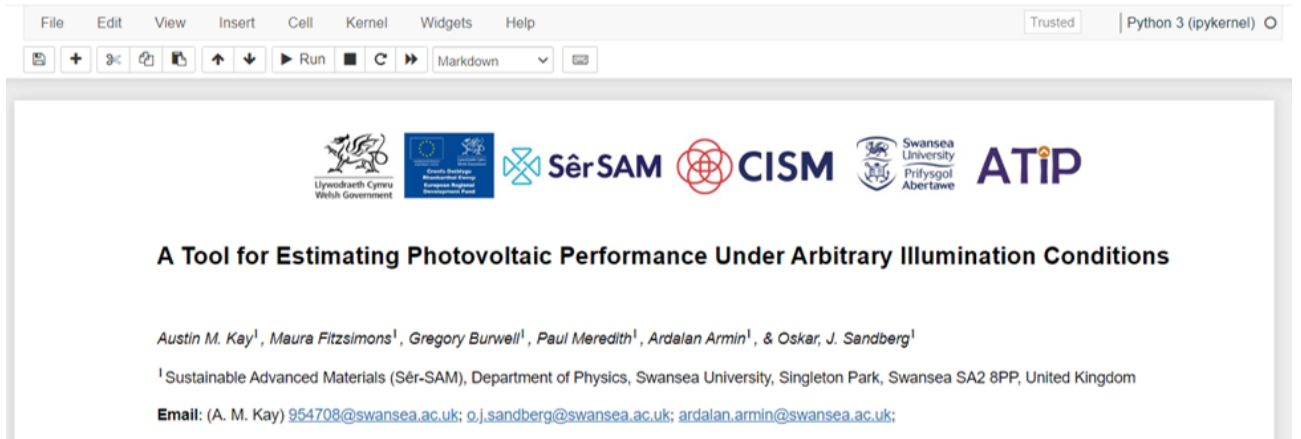 File Edit View Insert Cell Kernel Widgets Help Trusted Python 3 (ipykernel)
Run Markdown
Llywodraeth Cymru
Welsh Government
European Regional
Development Fund
SêrSAM
CISM
Swansea
University
Prifysgol
Abertawe
ATiP
A Tool for Estimating Photovoltaic Performance Under Arbitrary Illumination Conditions
Austin M. Kay1, Maura Fitzsimons1, Gregory Burwell1, Paul Meredith1, Ardalan Armin1, & Oskar, J. Sandberg1
1 Sustainable Advanced Materials (Sêr-SAM), Department of Physics, Swansea University, Singleton Park, Swansea SA2 8PP, United Kingdom
Email: (A. M. Kay) 954708@swansea.ac.uk; o.j.sandberg@swansea.ac.uk; ardalan.armin@swansea.ac.uk;